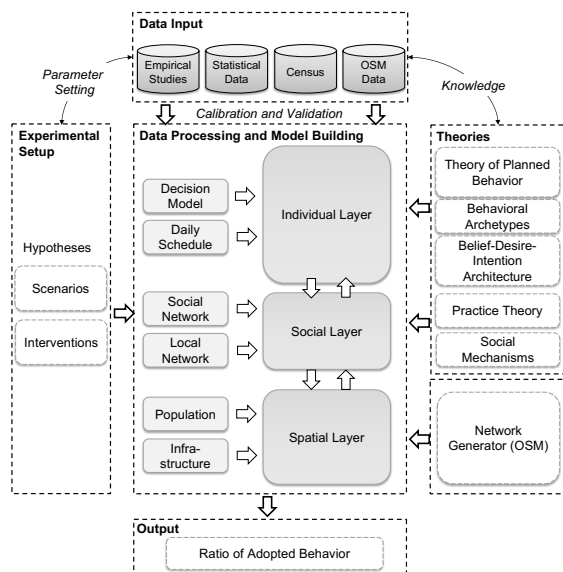 Data Input
Empirical
Studies
Statistical
Data
Census
OSM
Data
Parameter
Setting
Knowledge
Calibration and Validation
Experimental
Setup
Hypotheses
Scenarios
Interventions
Data Processing and Model Building
Decision
Model
Daily
Schedule
Individual Layer
Social
Network
Local
Network
Social Layer
Population
Infra-
structure
Spatial Layer
Theories
Theory of Planned
Behavior
Behavioral
Archetypes
Belief-Desire-
Intention
Architecture
Practice Theory
Social
Mechanisms
Network
Generator (OSM)
Output
Ratio of Adopted Behavior